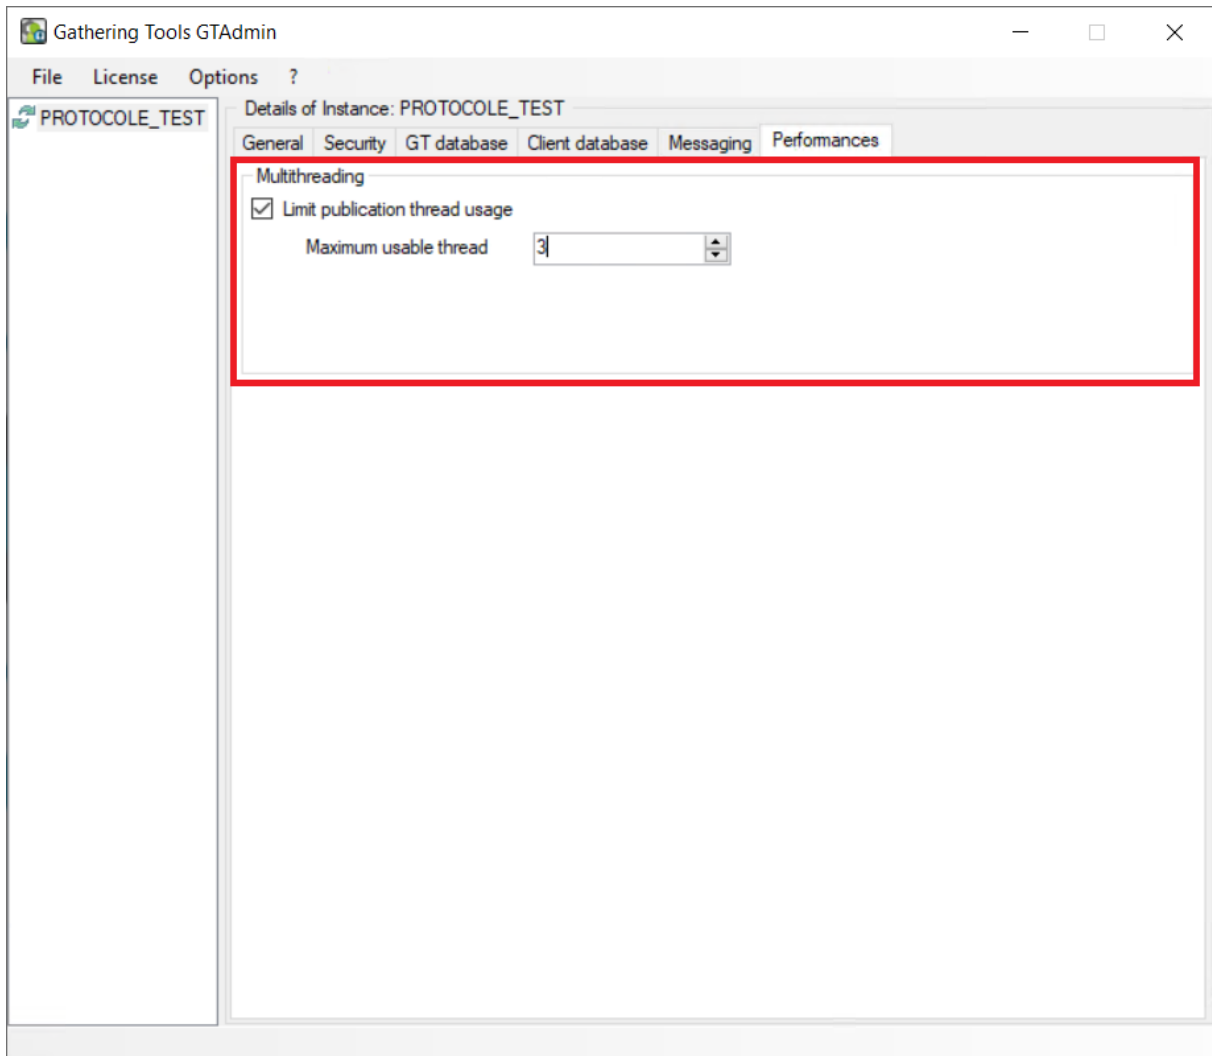 Gathering Tools GTAdmin
File License Options ?
PROTOCOLE_TEST
Details of Instance: PROTOCOLE_TEST
General Security GT database Client database Messaging Performances
Multithreading
Limit publication thread usage
Maximum usable thread 3